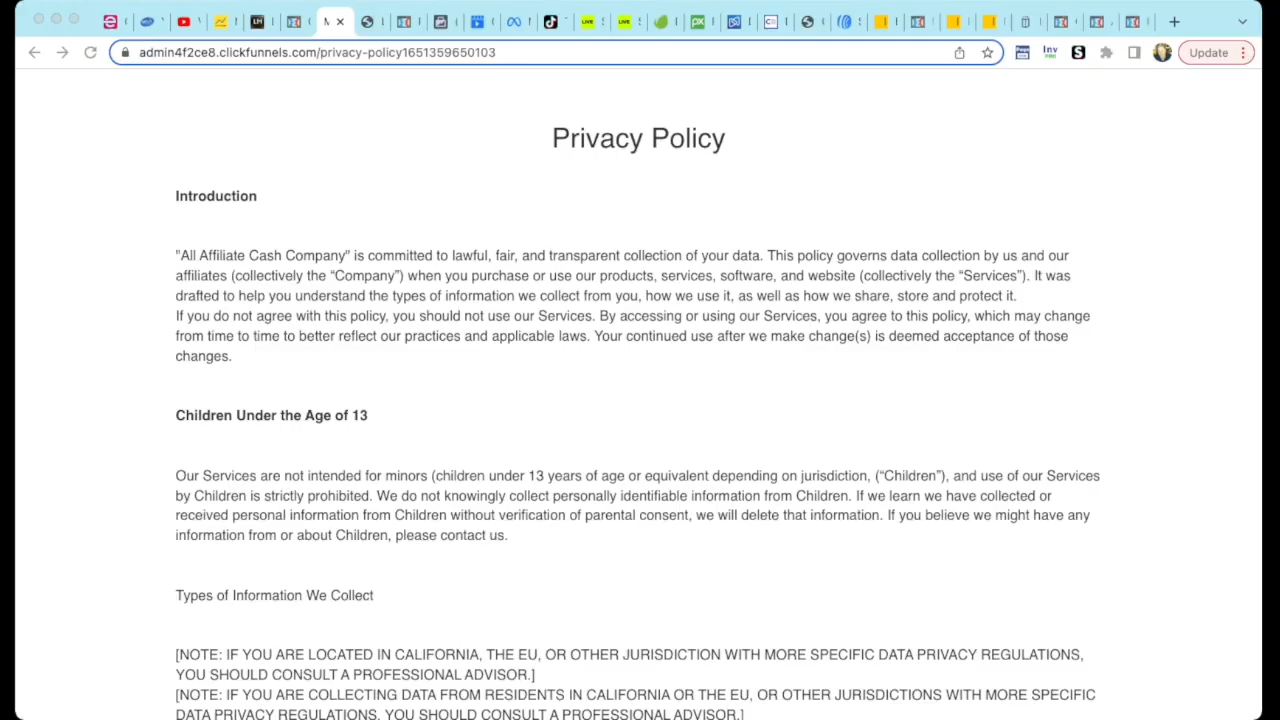 admin4f2ce8.clickfunnels.com/privacy-policy1651359650103
Update
Privacy Policy
Introduction
"All Affiliate Cash Company" is committed to lawful, fair, and transparent collection of your data. This policy governs data collection by us and our
affiliates (collectively the “Company”) when you purchase or use our products, services, software, and website (collectively the “Services”). It was
drafted to help you understand the types of information we collect from you, how we use it, as well as how we share, store and protect it.
If you do not agree with this policy, you should not use our Services. By accessing or using our Services, you agree to this policy, which may change
from time to time to better reflect our practices and applicable laws. Your continued use after we make change(s) is deemed acceptance of those
changes.
Children Under the Age of 13
Our Services are not intended for minors (children under 13 years of age or equivalent depending on jurisdiction, (“Children”), and use of our Services
by Children is strictly prohibited. We do not knowingly collect personally identifiable information from Children. If we learn we have collected or
received personal information from Children without verification of parental consent, we will delete that information. If you believe we might have any
information from or about Children, please contact us.
Types of Information We Collect
[NOTE: IF YOU ARE LOCATED IN CALIFORNIA, THE EU, OR OTHER JURISDICTION WITH MORE SPECIFIC DATA PRIVACY REGULATIONS,
YOU SHOULD CONSULT A PROFESSIONAL ADVISOR.]
[NOTE: IF YOU ARE COLLECTING DATA FROM RESIDENTS IN CALIFORNIA OR THE EU, OR OTHER JURISDICTIONS WITH MORE SPECIFIC
DATA PRIVACY REGULATIONS, YOU SHOULD CONSULT A PROFESSIONAL ADVISOR.]